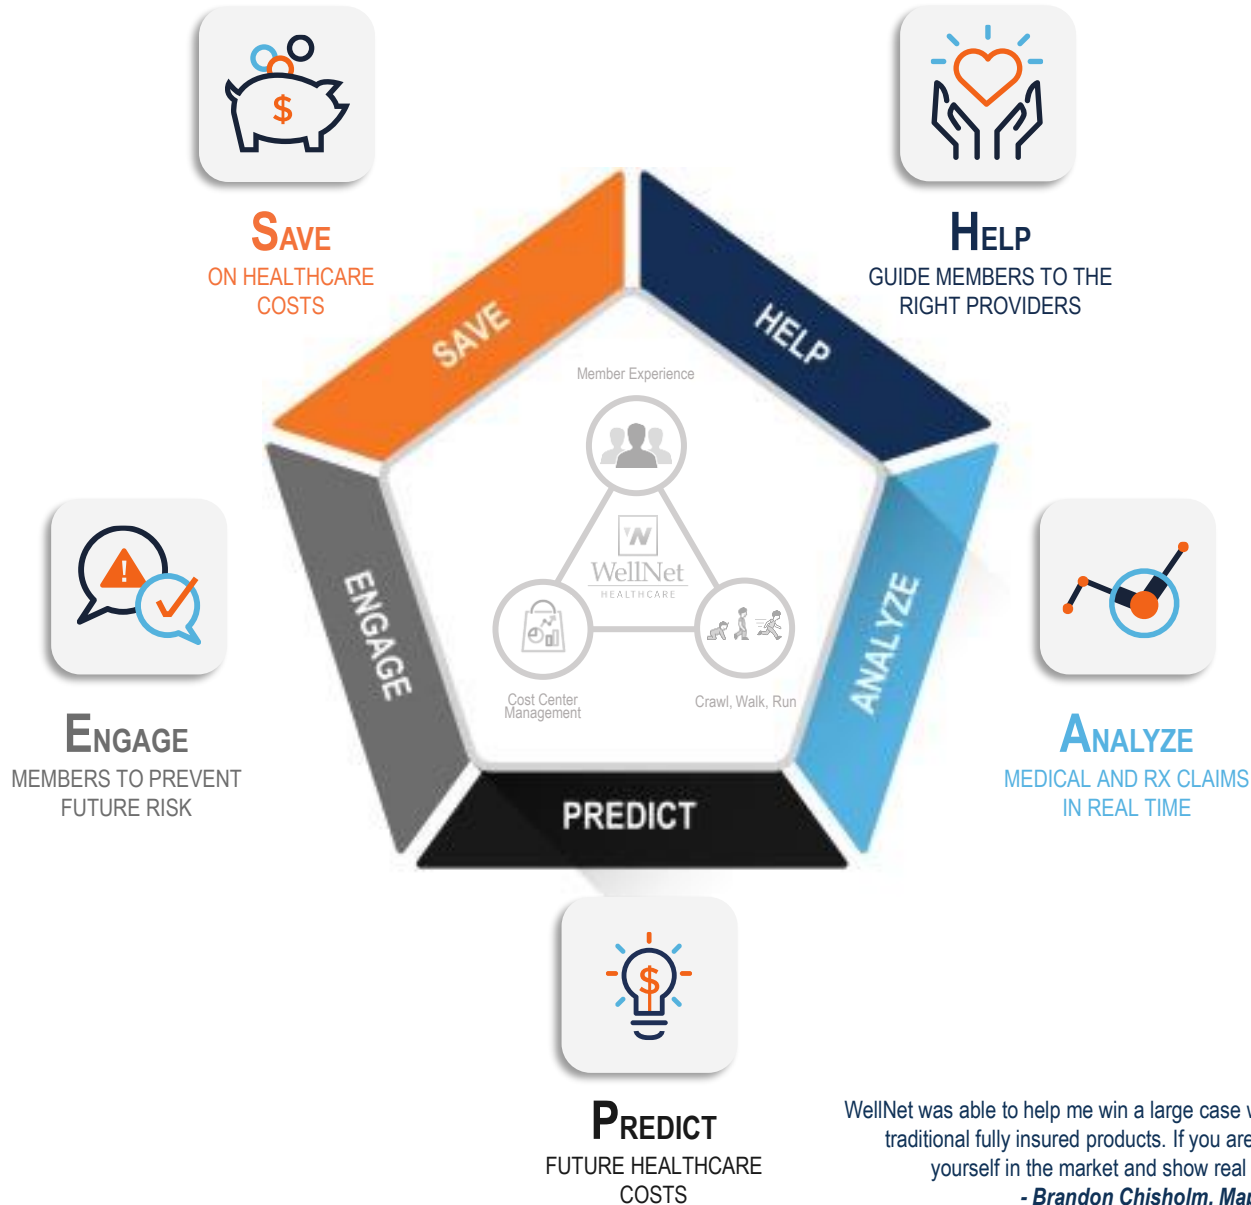 SAVE
ON HEALTHCARE
COSTS
HELP
GUIDE MEMBERS TO THE
RIGHT PROVIDERS
SAVE
HELP
Member Experience
W
WellNet
HEALTHCARE
Cost Center
Management
Crawl, Walk, Run
ENGAGE
ANALYZE
PREDICT
ENGAGE
MEMBERS TO PREVENT
FUTURE RISK
ANALYZE
MEDICAL AND RX CLAIMS
IN REAL TIME
$
!
$
PREDICT
FUTURE HEALTHCARE
COSTS
WellNet was able to help me win a large case
traditional fully insured products. If you are
yourself in the market and show real
- Brandon Chisholm,